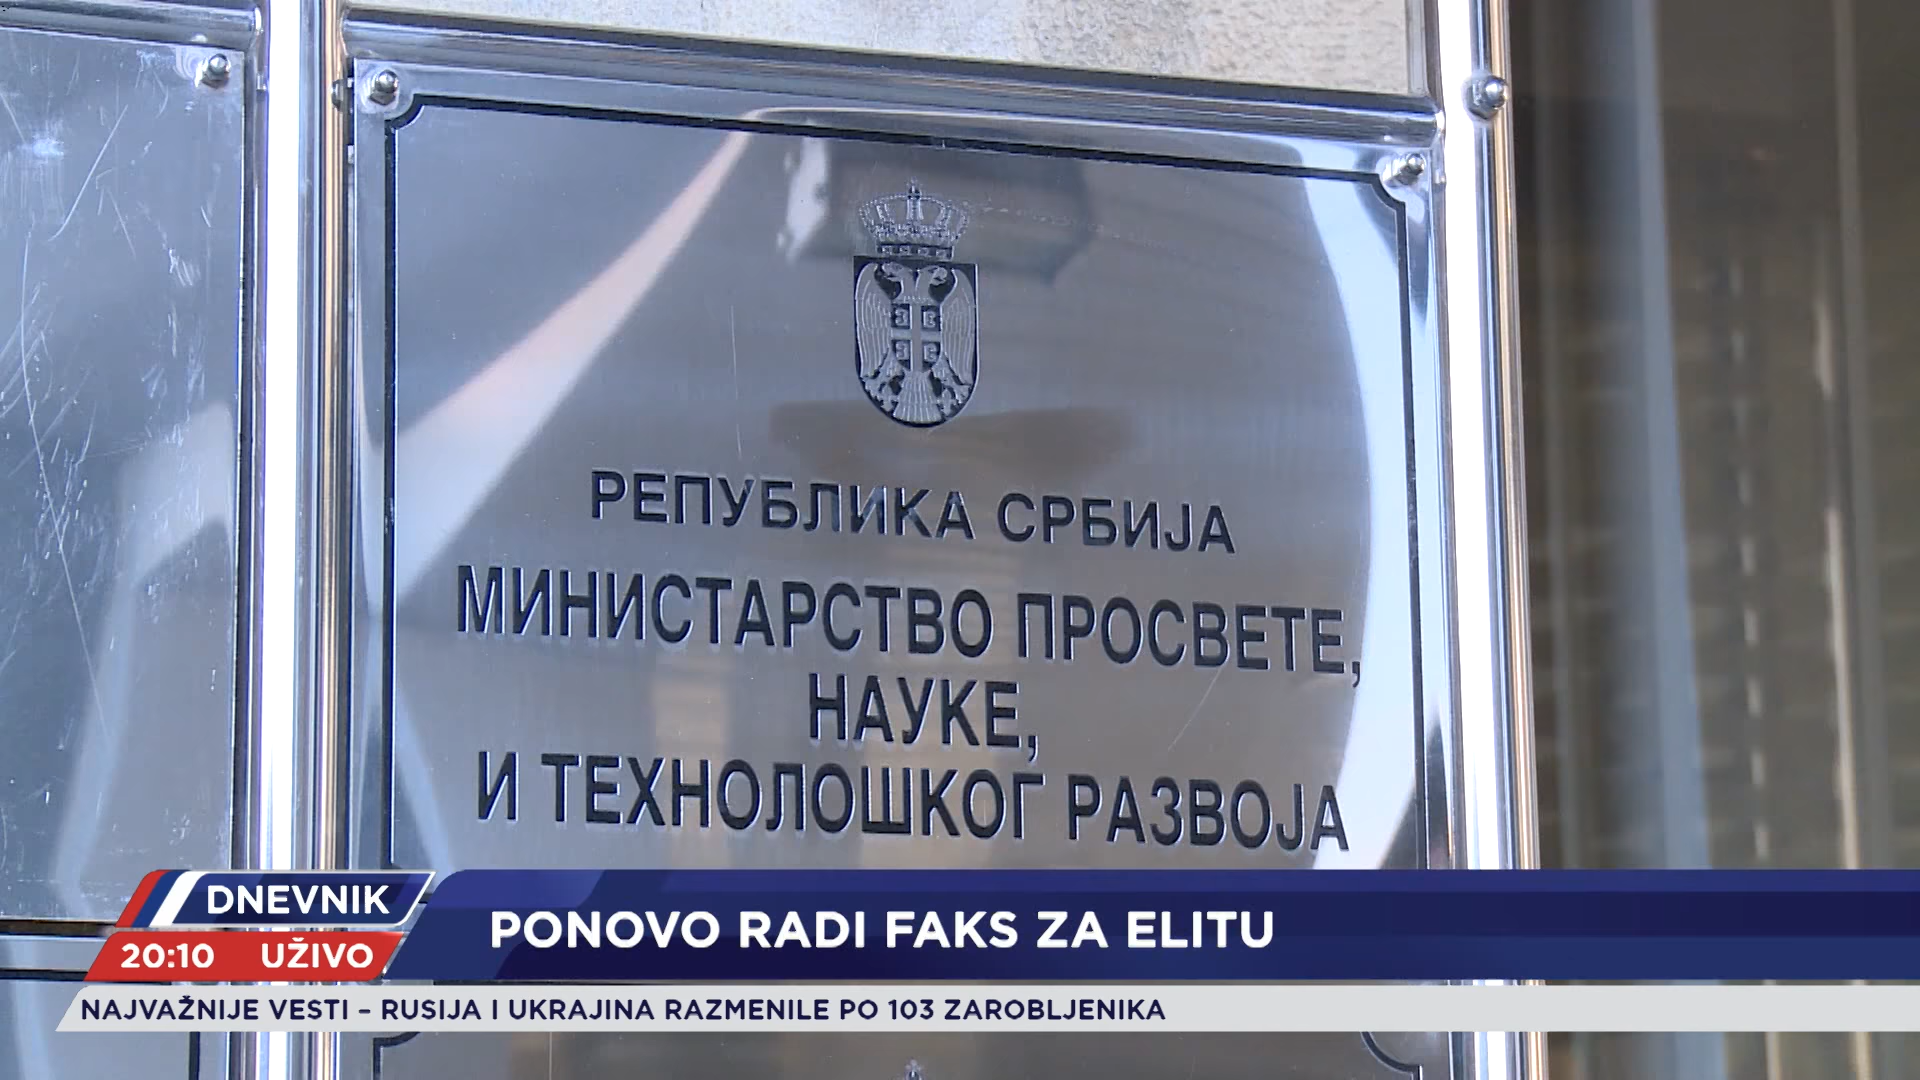 РЕПУБЛИКА СРБИЈА
МИНИСТАРСТВО ПРОСВЕТЕ,
НАУКЕ,
И ТЕХНОЛОШКОГ РАЗВОЈА
DNEVNIK
20:10 UŽIVO
PONOVO RADI FAKS ZA ELITU
NAJVAŽNIJE VESTI – RUSIJA I UKRAJINA RAZMENILE PO 103 ZAROBLJENIKA